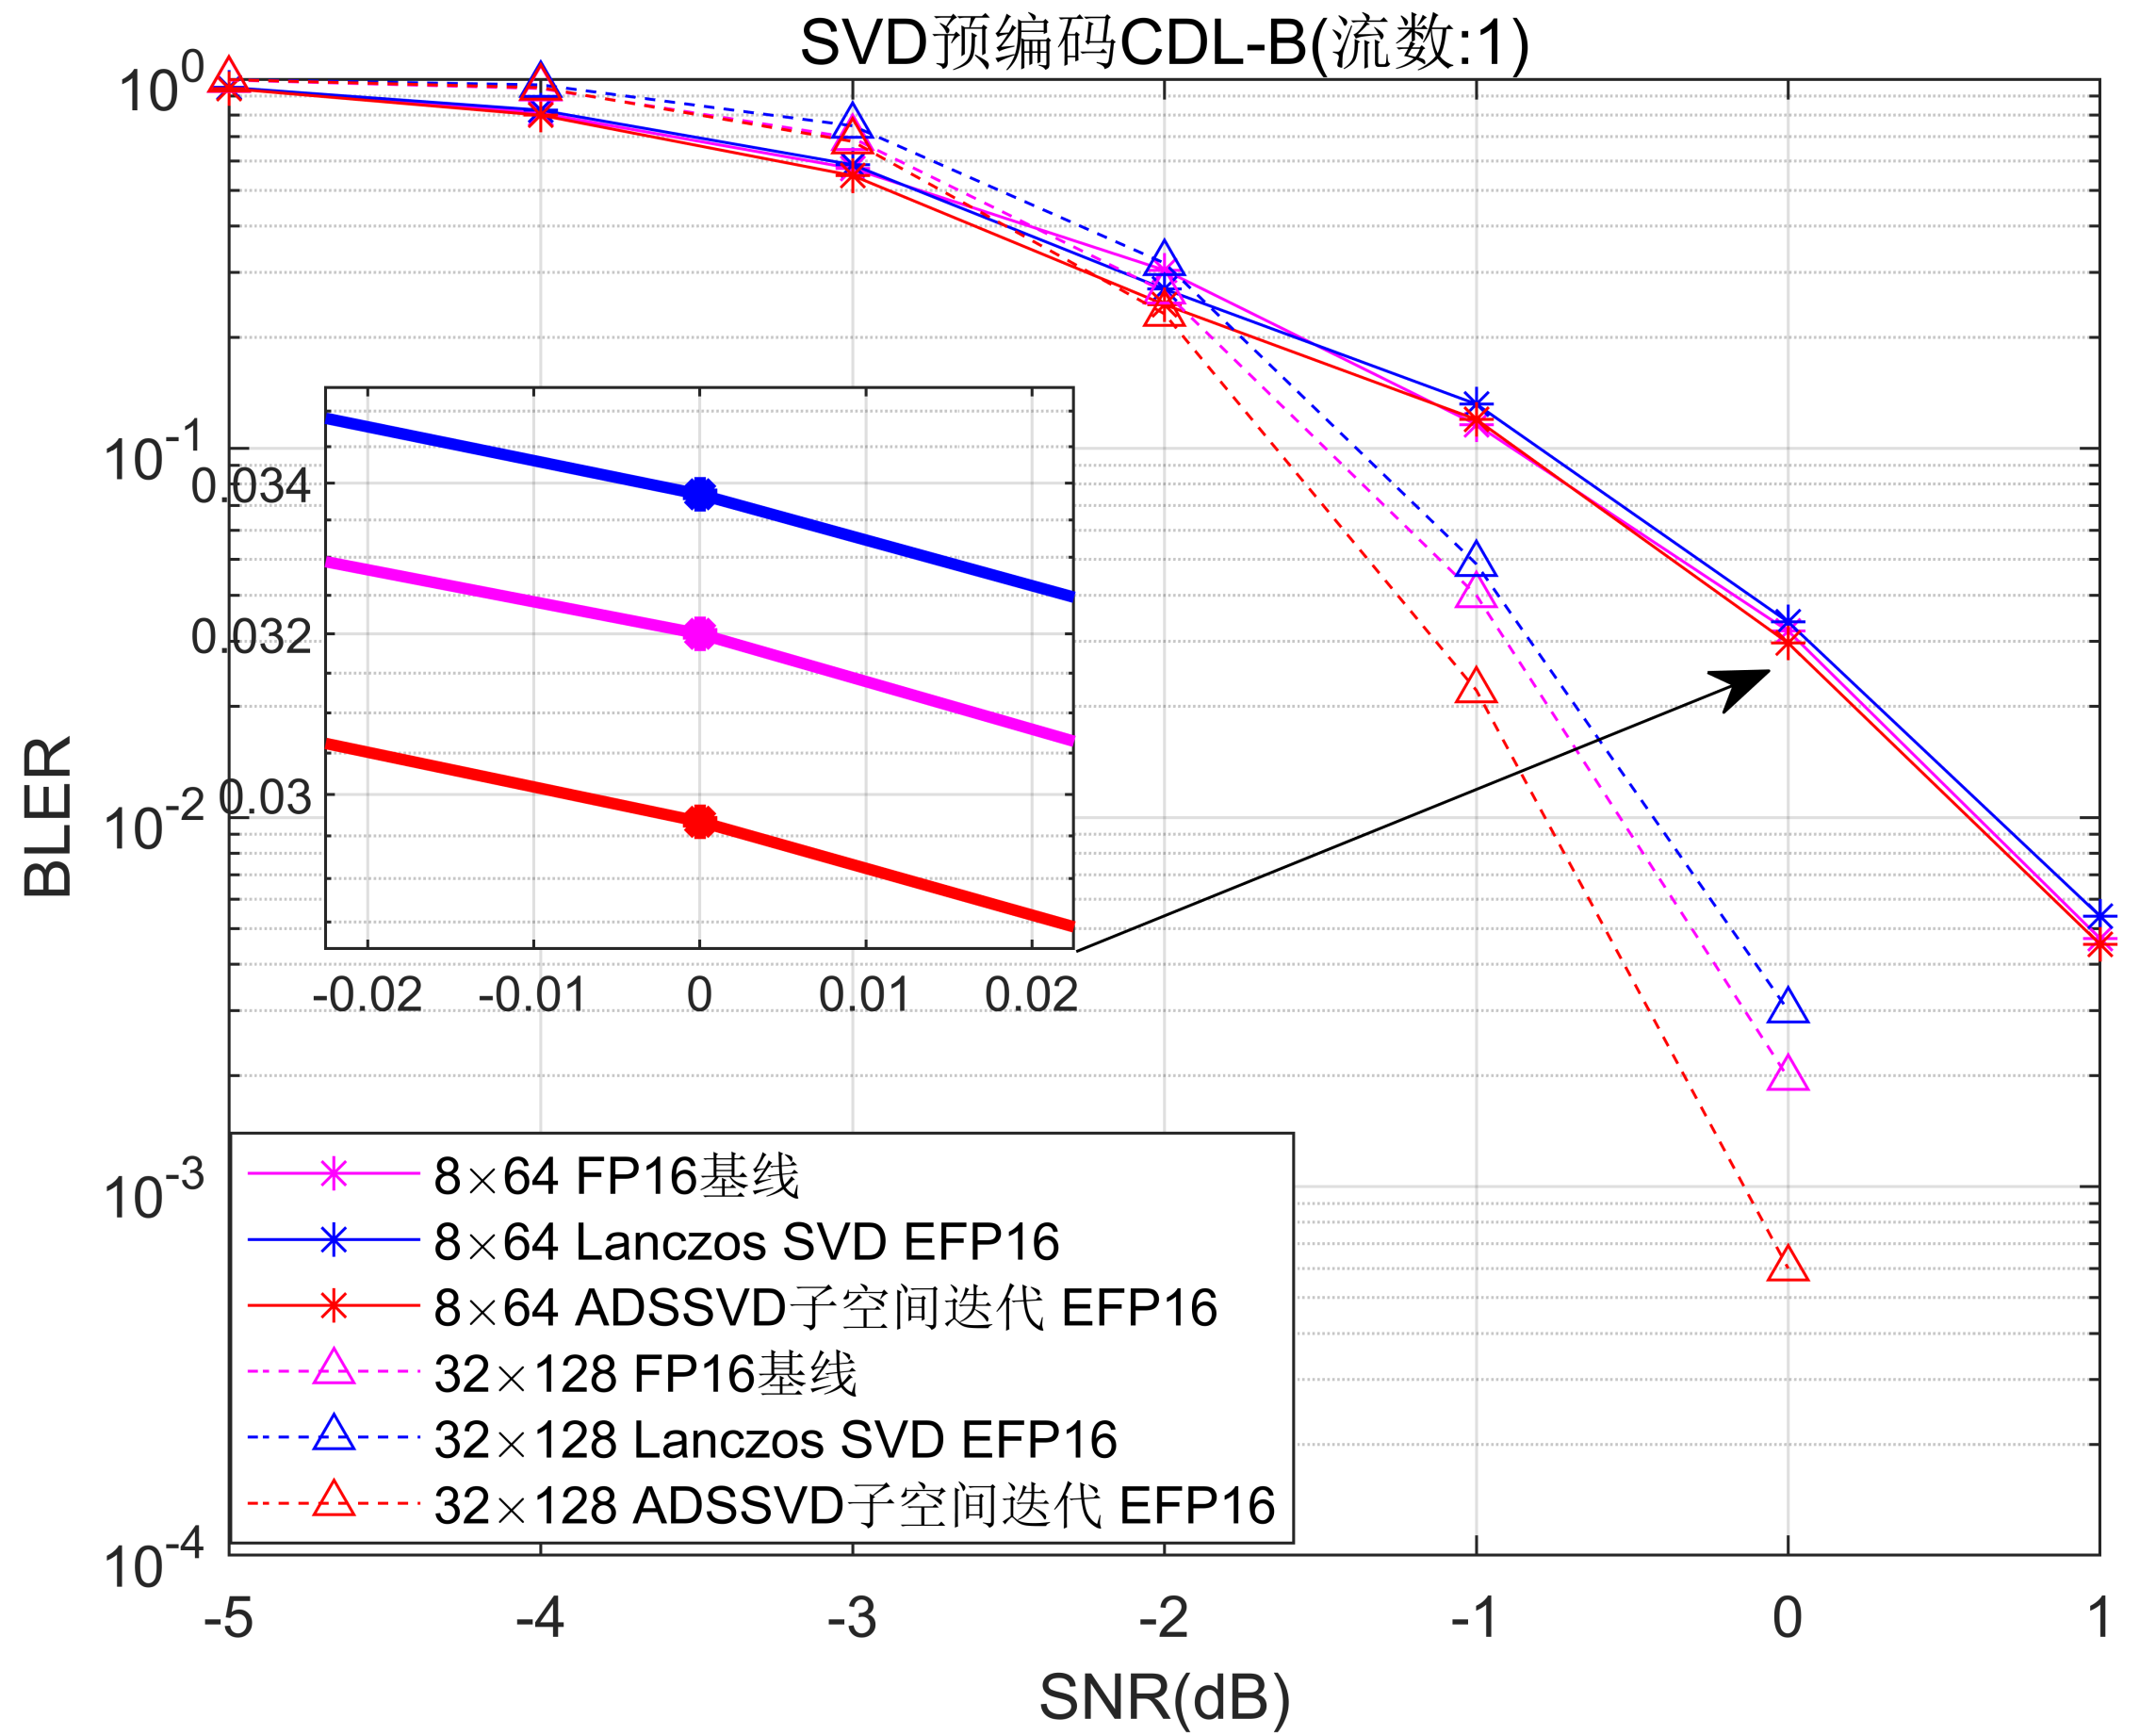 SVD预编码CDL-B(流数:1)
10^0
10^-1
10^-2
10^-3
10^-4
BLER
0.034
0.032
0.03
-0.02 -0.01 0 0.01 0.02
8×64 FP16基线
8×64 Lanczos SVD EFP16
8×64 ADSSVD子空间迭代 EFP16
32×128 FP16基线
32×128 Lanczos SVD EFP16
32×128 ADSSVD子空间迭代 EFP16
-5 -4 -3 -2 -1 0 1
SNR(dB)